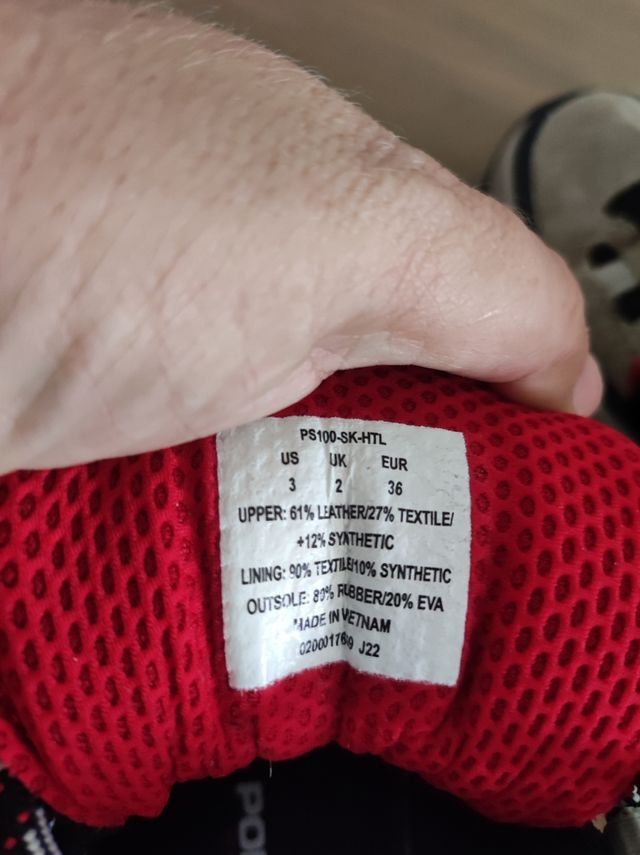 PS100-SK-HTL
US UK EUR
3 2 36
UPPER: 61% LEATHER/27% TEXTILE/
+12% SYNTHETIC
LINING: 90% TEXTILE/10% SYNTHETIC
OUTSOLE: 80% RUBBER/20% EVA
MADE IN VIETNAM
J22